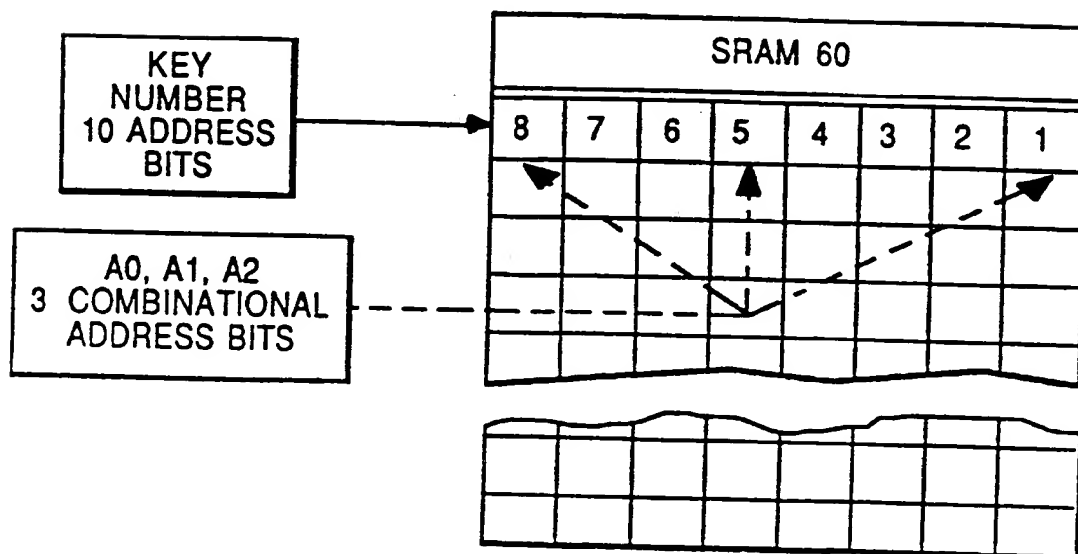 KEY
NUMBER
10 ADDRESS
BITS
SRAM 60
8 7 6 5 4 3 2 1
A0, A1, A2
3 COMBINATIONAL
ADDRESS BITS